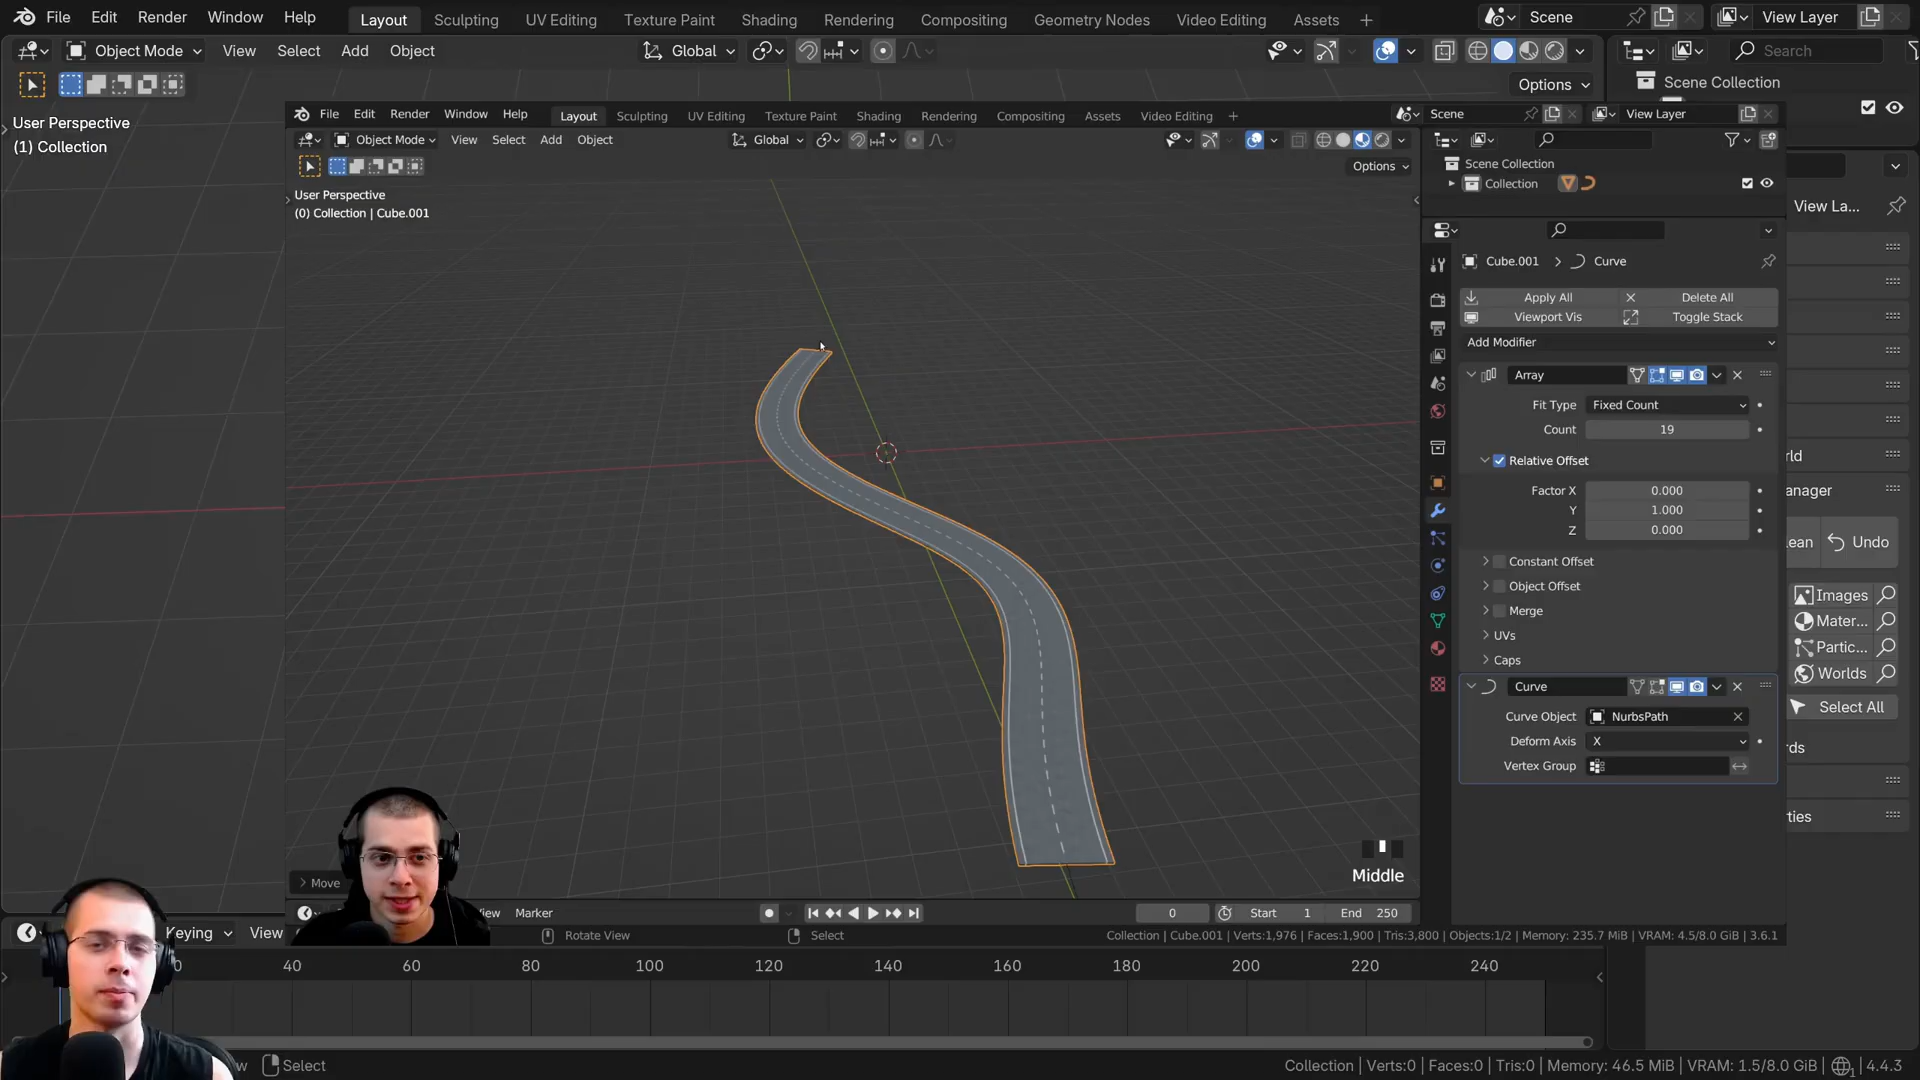 File Edit Render Window Help Layout Sculpting UV Editing Texture Paint Shading Rendering Compositing Geometry Nodes Video Editing Assets + Scene View Layer
Object Mode View Select Add Object Global Search
Options Scene Collection
User Perspective
(1) Collection
File Edit Render Window Help Layout Sculpting UV Editing Texture Paint Shading Rendering Compositing Assets Video Editing + Scene View Layer
Object Mode View Select Add Object Global
Options
Scene Collection
Collection
User Perspective
(0) Collection | Cube.001
View La...
Cube.001 > Curve
Apply All Delete All
Viewport Vis Toggle Stack
Add Modifier
Array
Fit Type Fixed Count
Count 19
Relative Offset
Factor X 0.000
Y 1.000
Z 0.000
Constant Offset
Object Offset
Merge
UVs
Caps
Curve
Curve Object NurbsPath
Deform Axis X
Vertex Group
rld
anager
ean Undo
Images
Mater...
Partic...
Worlds
Select All
rds
rties
Move
Middle
iew Marker 0 Start 1 End 250
Rotate View Select Collection | Cube.001 | Verts:1,976 | Faces:1,900 | Tris:3,800 | Objects:1/2 | Memory: 235.7 MiB | VRAM: 4.5/8.0 GiB | 3.6.1
Keying View
0 40 60 80 100 120 140 160 180 200 220 240
w Select Collection | Verts:0 | Faces:0 | Tris:0 | Memory: 46.5 MiB | VRAM: 1.5/8.0 GiB | 4.4.3